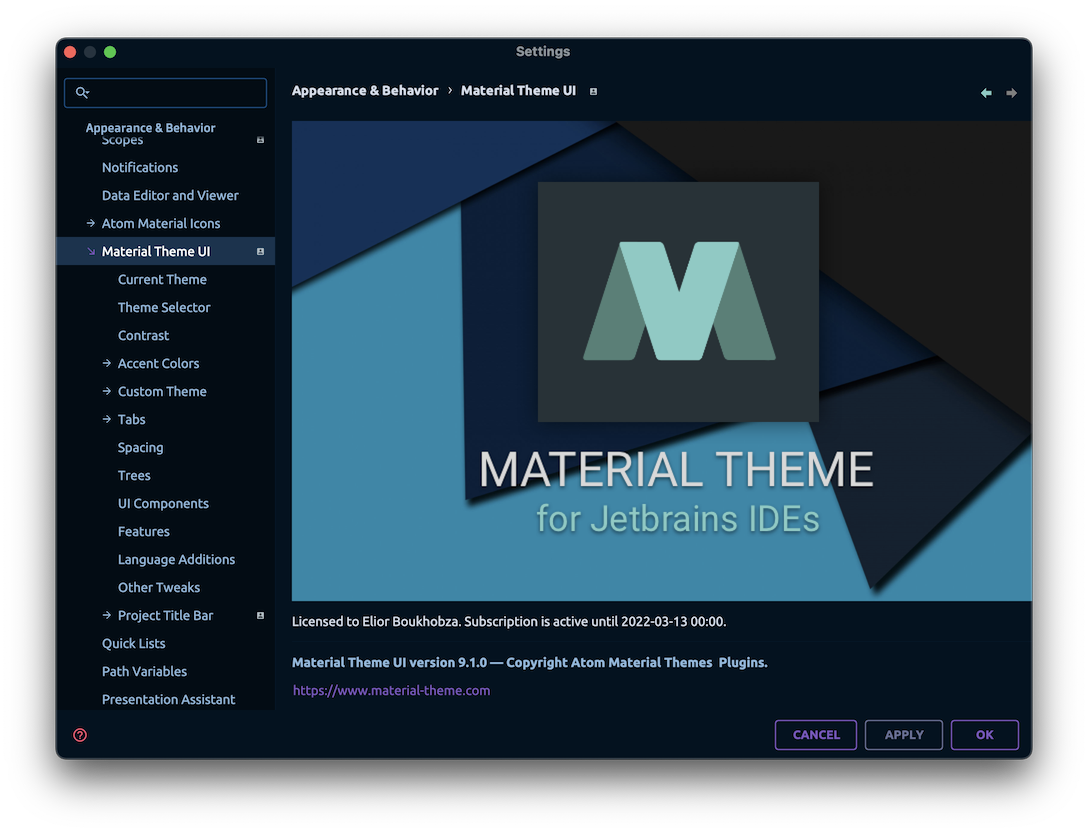 Settings
Appearance & Behavior
Scopes
Notifications
Data Editor and Viewer
Atom Material Icons
Material Theme UI
Current Theme
Theme Selector
Contrast
Accent Colors
Custom Theme
Tabs
Spacing
Trees
UI Components
Features
Language Additions
Other Tweaks
Project Title Bar
Quick Lists
Path Variables
Presentation Assistant
Appearance & Behavior › Material Theme UI
MATERIAL THEME
for Jetbrains IDEs
Licensed to Elior Boukhobza. Subscription is active until 2022-03-13 00:00.
Material Theme UI version 9.1.0 — Copyright Atom Material Themes  Plugins.
https://www.material-theme.com
?
CANCEL APPLY OK